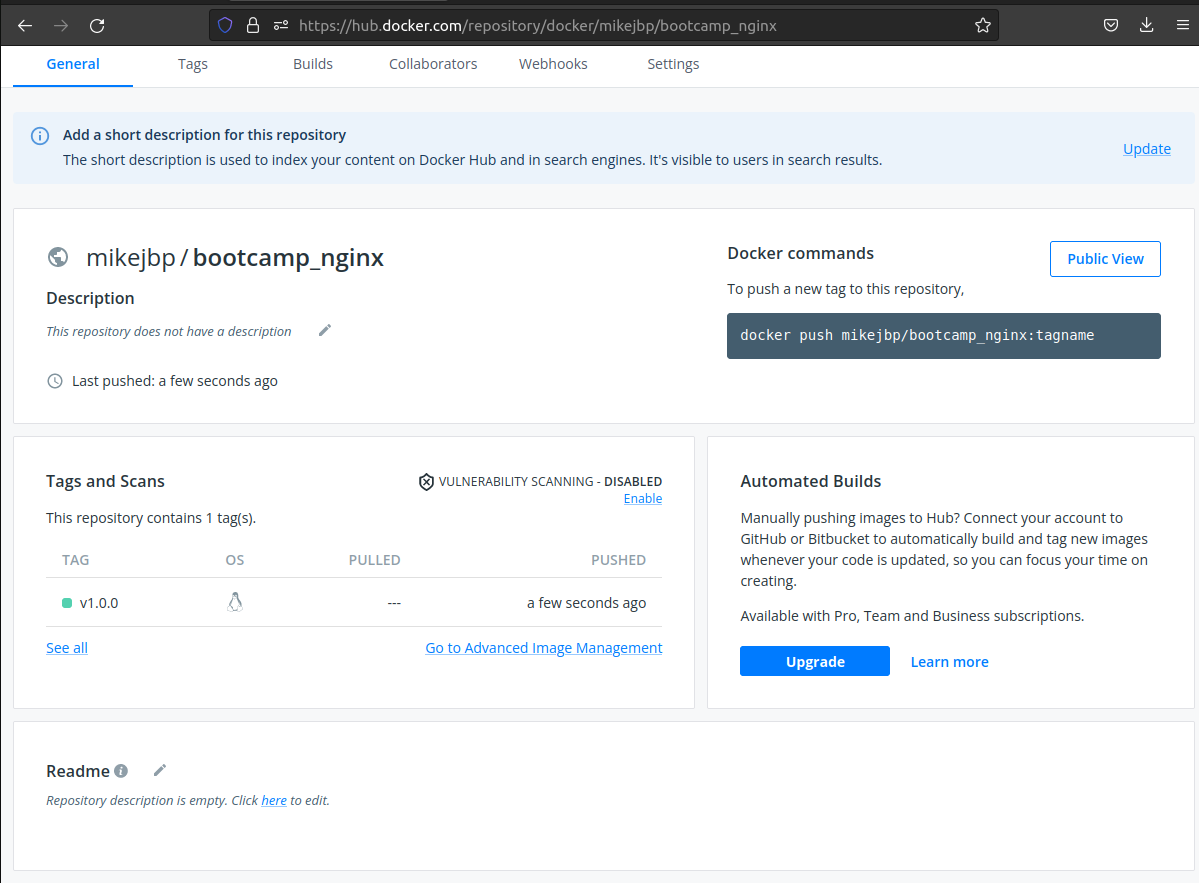 https://hub.docker.com/repository/docker/mikejbp/bootcamp_nginx
General Tags Builds Collaborators Webhooks Settings
Add a short description for this repository
The short description is used to index your content on Docker Hub and in search engines. It's visible to users in search results.
Update
mikejbp / bootcamp_nginx
Description
This repository does not have a description
Last pushed: a few seconds ago
Docker commands
Public View
To push a new tag to this repository,
docker push mikejbp/bootcamp_nginx:tagname
Tags and Scans
VULNERABILITY SCANNING - DISABLED
Enable
This repository contains 1 tag(s).
TAG OS PULLED PUSHED
v1.0.0 --- a few seconds ago
See all
Go to Advanced Image Management
Automated Builds
Manually pushing images to Hub? Connect your account to
GitHub or Bitbucket to automatically build and tag new images
whenever your code is updated, so you can focus your time on
creating.
Available with Pro, Team and Business subscriptions.
Upgrade Learn more
Readme
Repository description is empty. Click here to edit.